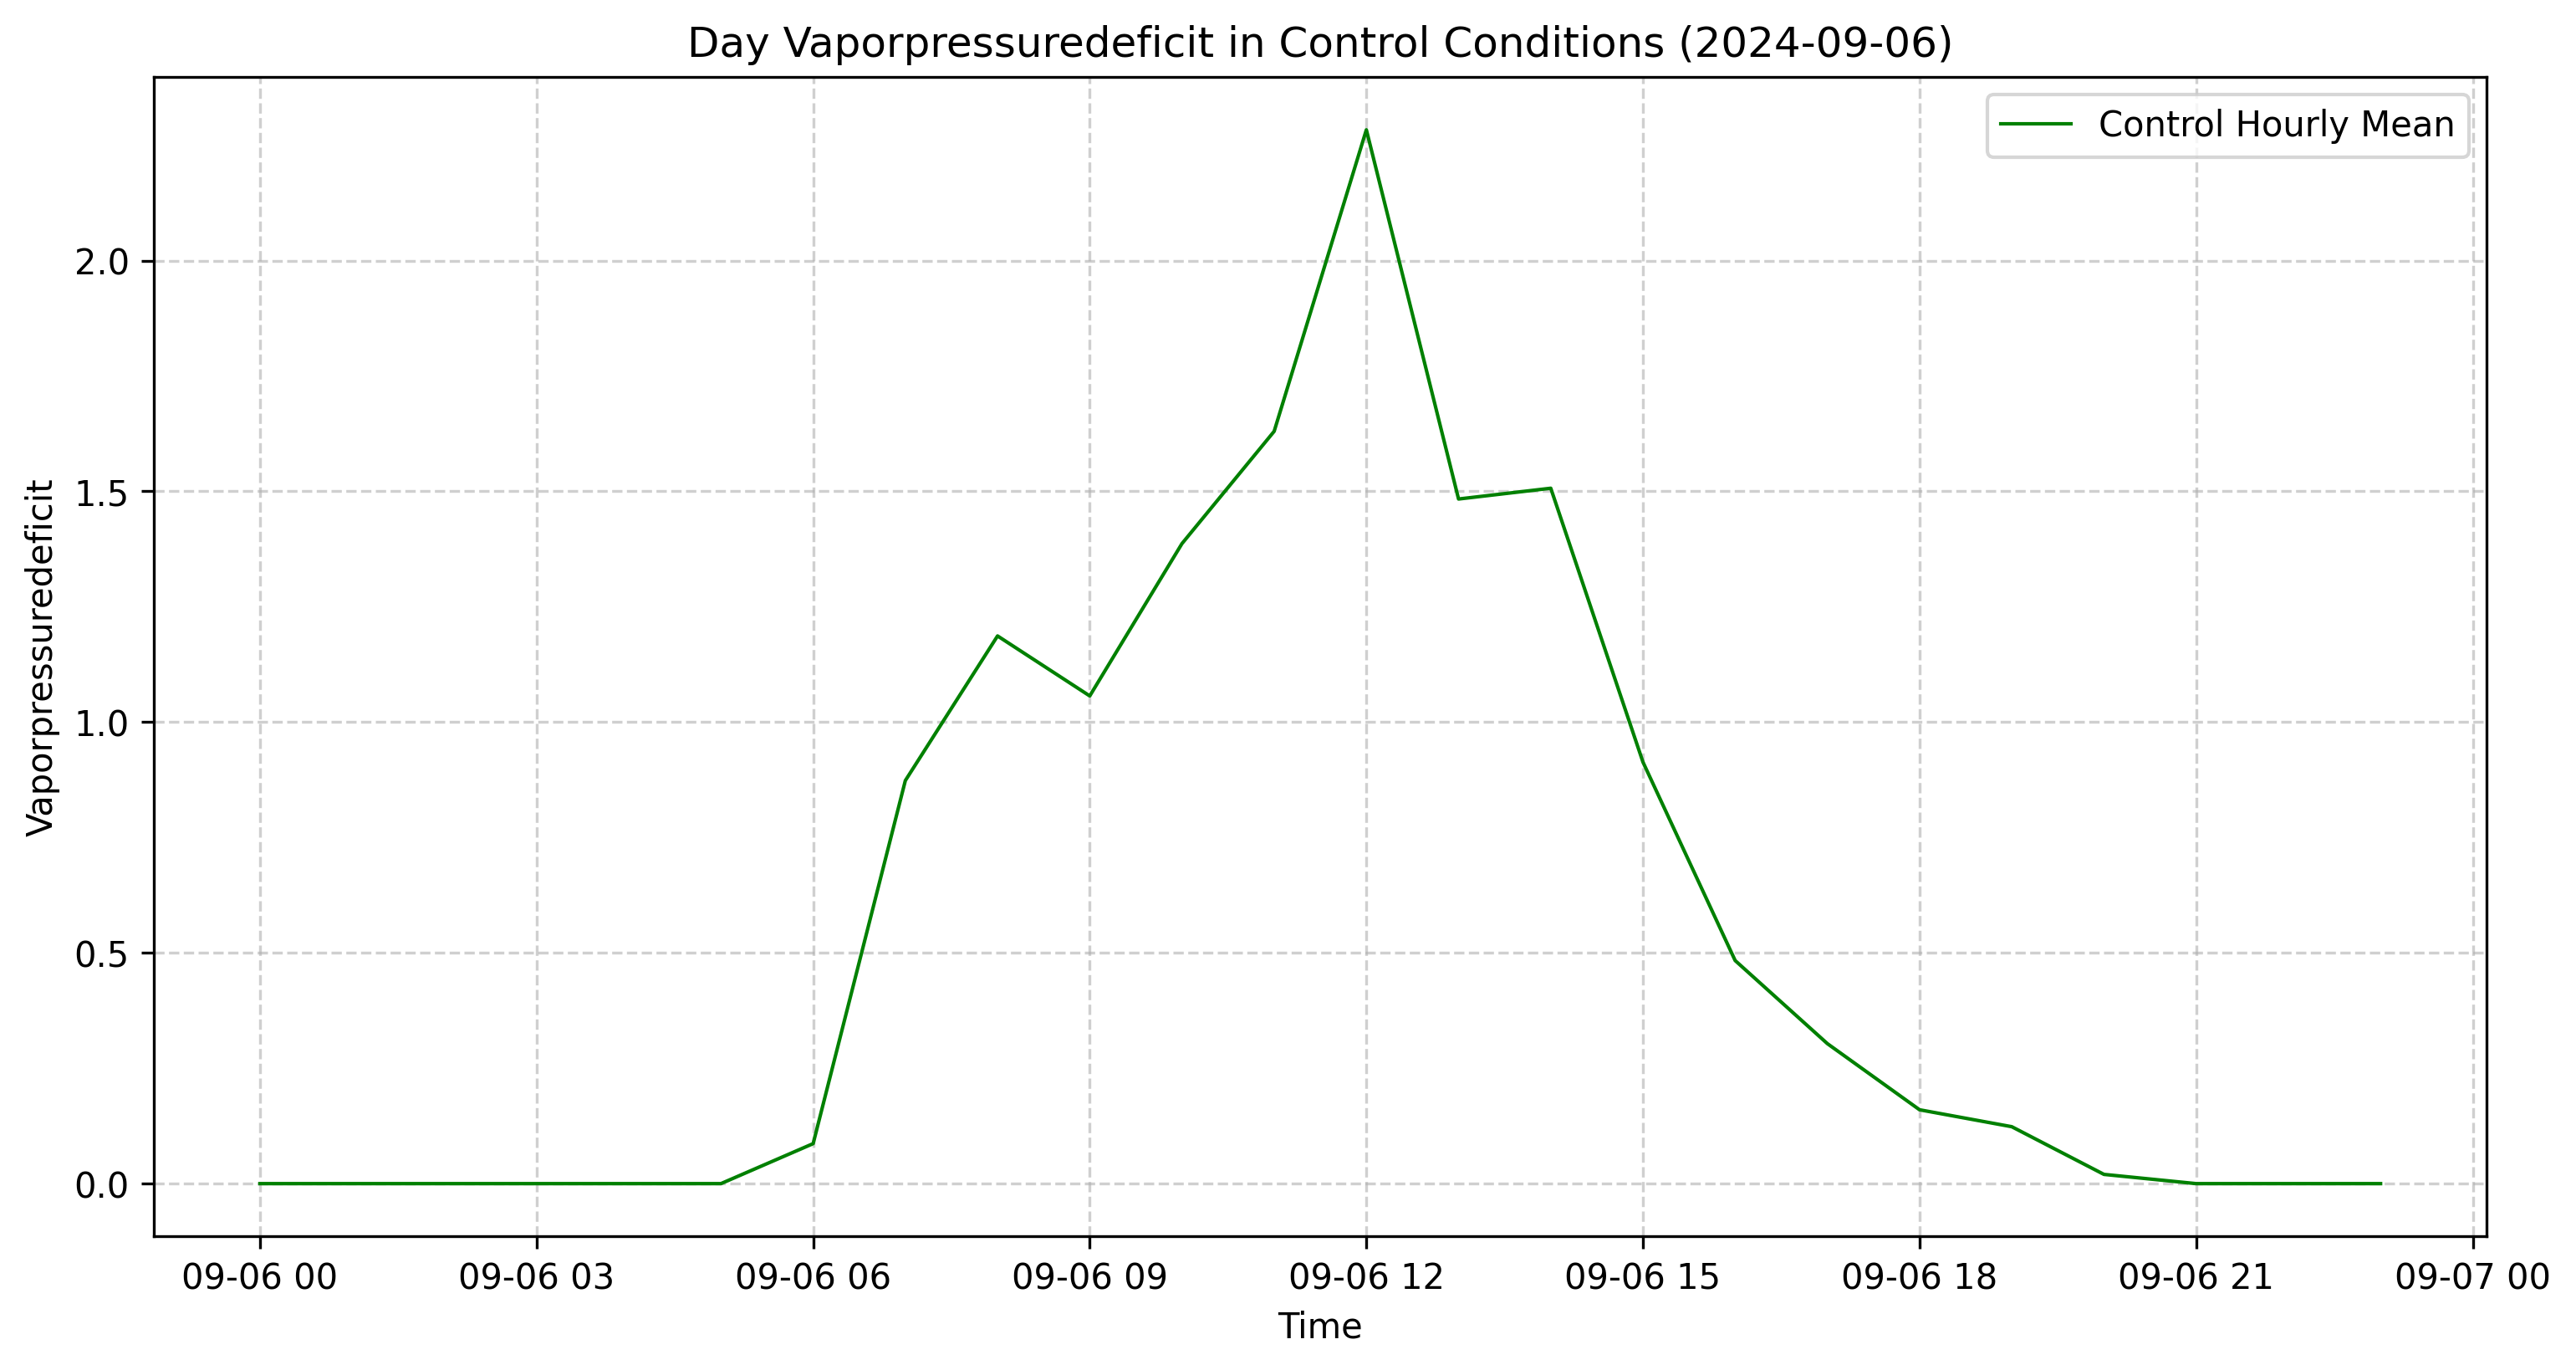 Day Vaporpressuredeficit in Control Conditions (2024-09-06)
Control Hourly Mean
Vaporpressuredeficit
2.0
1.5
1.0
0.5
0.0
09-06 00 09-06 03 09-06 06 09-06 09 09-06 12 09-06 15 09-06 18 09-06 21 09-07 00
Time